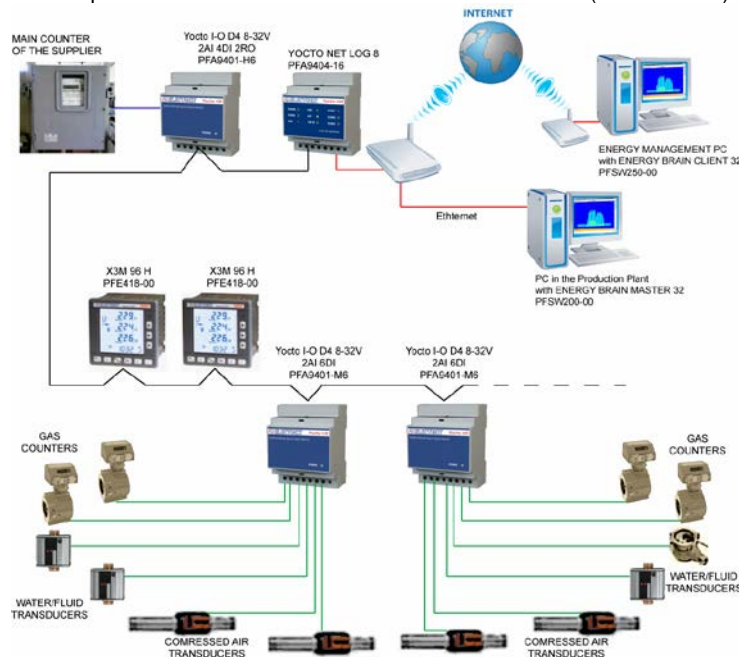 INTERNET
MAIN COUNTER
OF THE SUPPLIER
Yocto I-O D4 8-32V
2AI 4DI 2RO
PFA9401-H6
YOCTO NET LOG 8
PFA9404-16
ENERGY MANAGEMENT PC
with ENERGY BRAIN CLIENT 32
PFSW250-00
Ehternet
PC in the Production Plant
with ENERGY BRAIN MASTER 32
PFSW200-00
X3M 96 H
PFE418-00
X3M 96 H
PFE418-00
Yocto I-O D4 8-32V
2AI 6DI
PFA9401-M6
Yocto I-O D4 8-32V
2AI 6DI
PFA9401-M6
GAS
COUNTERS
GAS
COUNTERS
WATER/FLUID
TRANSDUCERS
WATER/FLUID
TRANSDUCERS
COMRESSED AIR
TRANSDUCERS
COMRESSED AIR
TRANSDUCERS